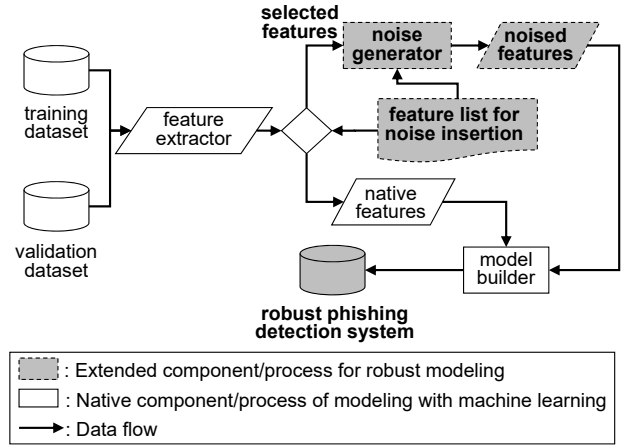 selected
features
noise
generator
noised
features
training
dataset
feature
extractor
feature list for
noise insertion
native
features
validation
dataset
model
builder
robust phishing
detection system
: Extended component/process for robust modeling
: Native component/process of modeling with machine learning
: Data flow